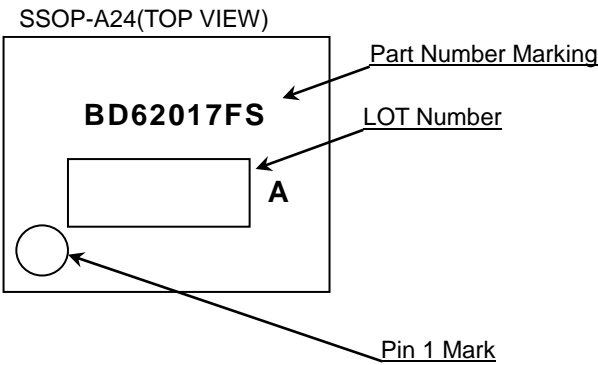 SSOP-A24(TOP VIEW)
Part Number Marking
BD62017FS
LOT Number
A
Pin 1 Mark